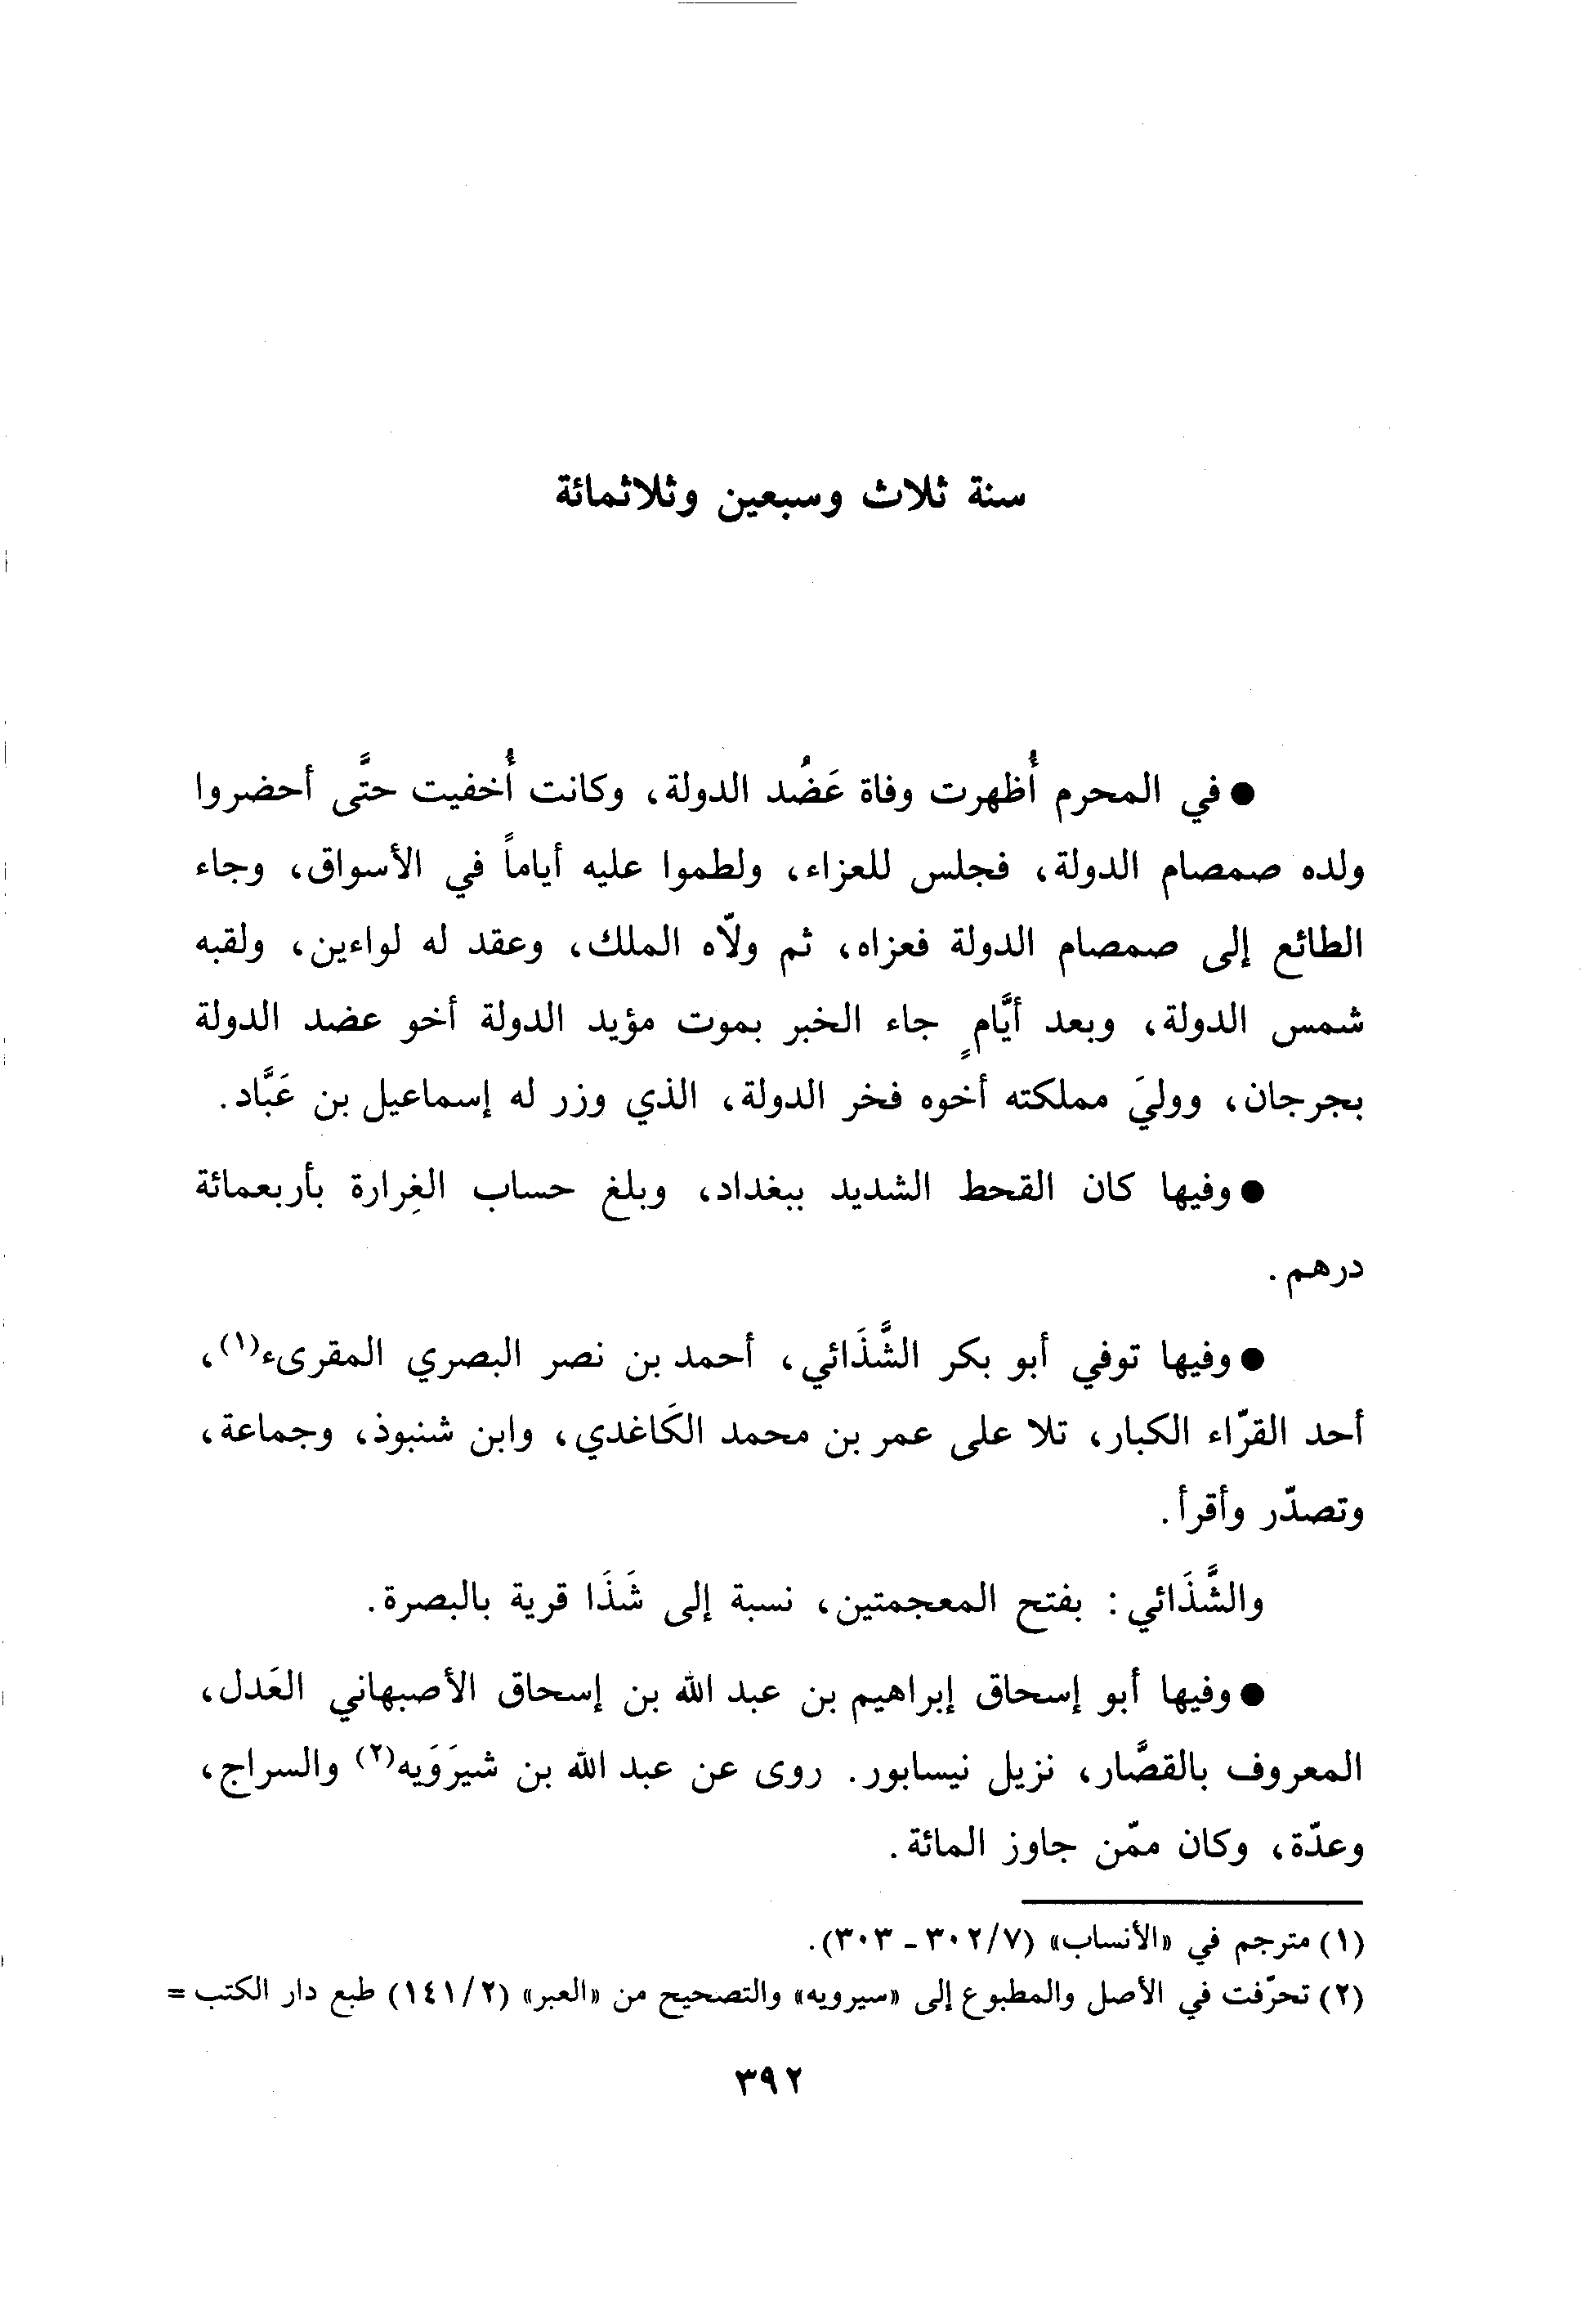 سنة ثلاث وسبعين وثلاثمائة
● في المحرم أُظهرت وفاة عَضُد الدولة، وكانت أُخفيت حتَّى أحضروا
ولده صمصام الدولة، فجلس للعزاء، ولطموا عليه أياماً في الأسواق، وجاء
الطائع إلى صمصام الدولة فعزاه، ثم ولاّه الملك، وعقد له لواءين، ولقبه
شمس الدولة، وبعد أيَّامٍ جاء الخبر بموت مؤيد الدولة أخو عضد الدولة
بجرجان، ووليَ مملكته أخوه فخر الدولة، الذي وزر له إسماعيل بن عَبَّاد.
● وفيها كان القحط الشديد ببغداد، وبلغ حساب الغِرارة بأربعمائة
درهم.
● وفيها توفي أبو بكر الشَّذَائي، أحمد بن نصر البصري المقرىء(١)،
أحد القرّاء الكبار، تلا على عمر بن محمد الكَاغدي، وابن شنبوذ، وجماعة،
وتصدّر وأقرأ.
والشَّذَائي: بفتح المعجمتين، نسبة إلى شَذَا قرية بالبصرة.
● وفيها أبو إسحاق إبراهيم بن عبد الله بن إسحاق الأصبهاني العَدل،
المعروف بالقصَّار، نزيل نيسابور. روى عن عبد الله بن شيرَوَيه(٢) والسراج،
وعدّة، وكان ممّن جاوز المائة.
(١) مترجم في «الأنساب» (٣٠٢/٧ - ٣٠٣).
(٢) تحرّفت في الأصل والمطبوع إلى «سيرويه» والتصحيح من «العبر» (١٤١/٢) طبع دار الكتب =
٣٩٢